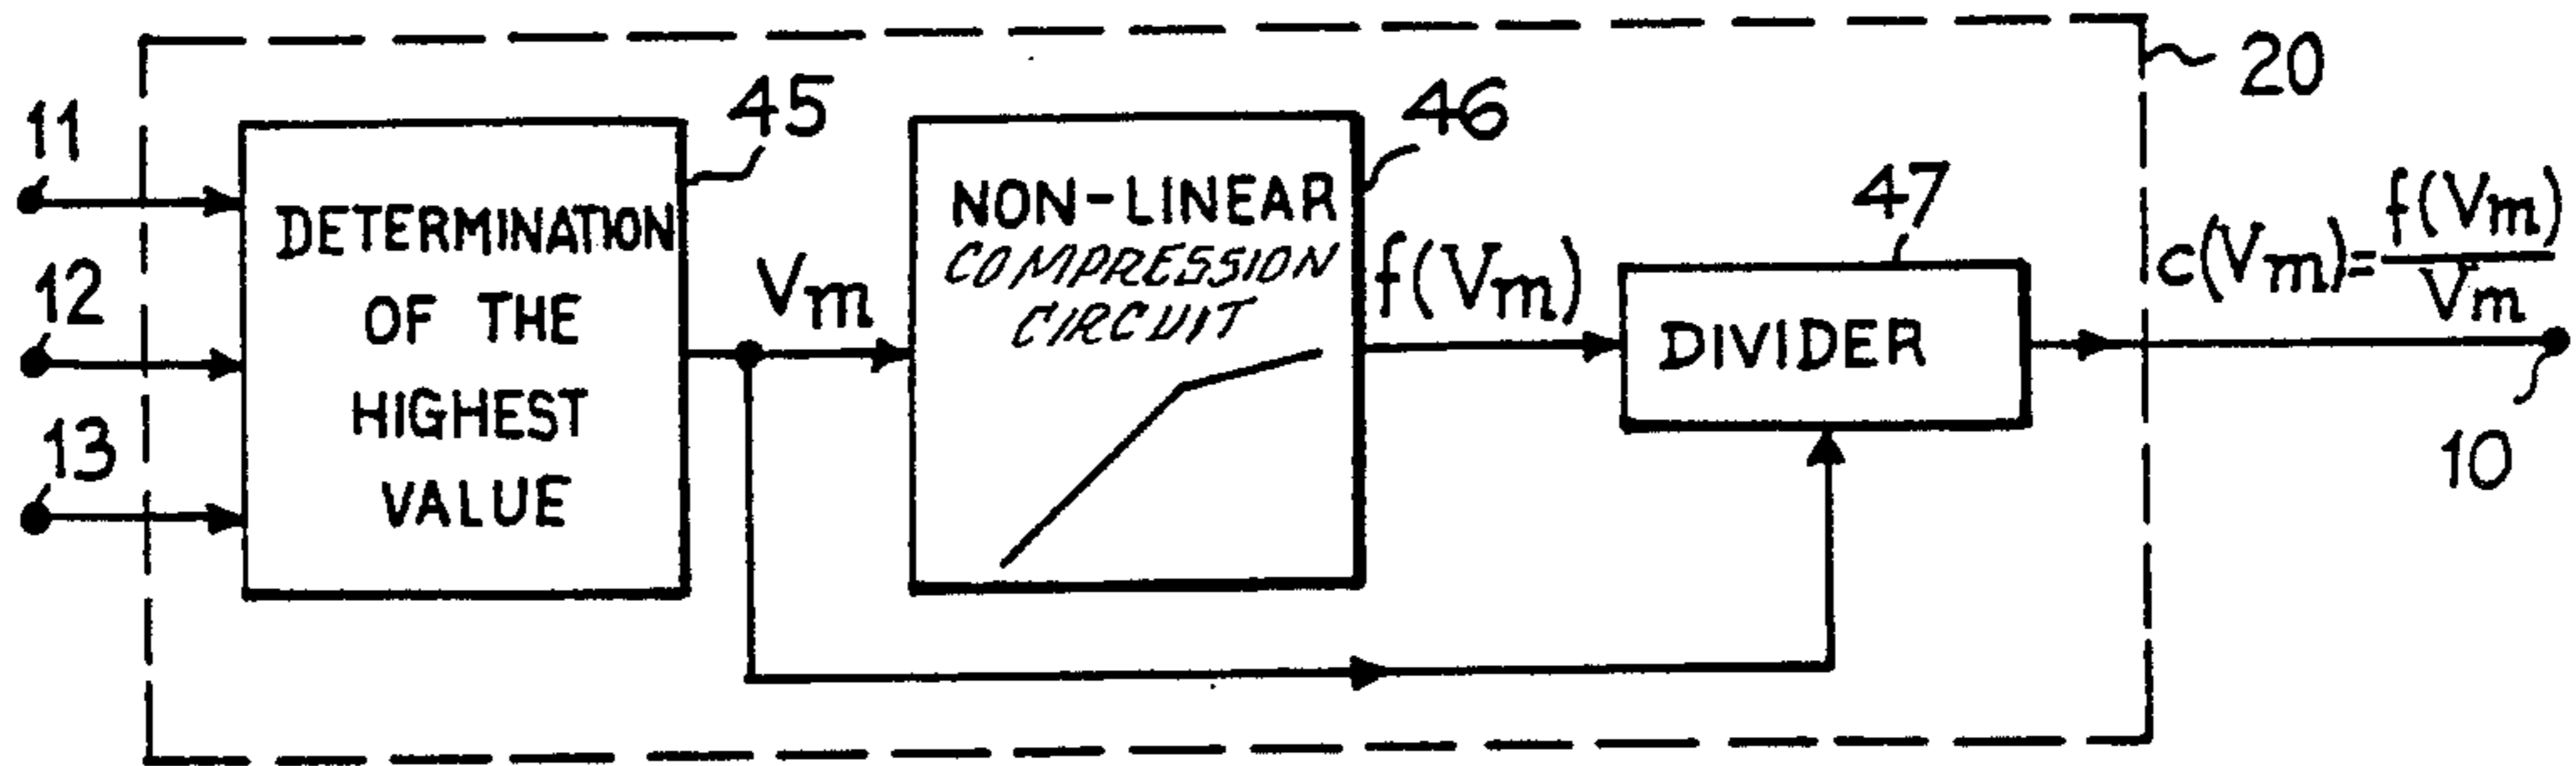 20
11
12
13
45
DETERMINATION
OF THE
HIGHEST
VALUE
Vm
46
NON-LINEAR
COMPRESSION
CIRCUIT
f(Vm)
47
DIVIDER
c(Vm)=f(Vm)/Vm
10